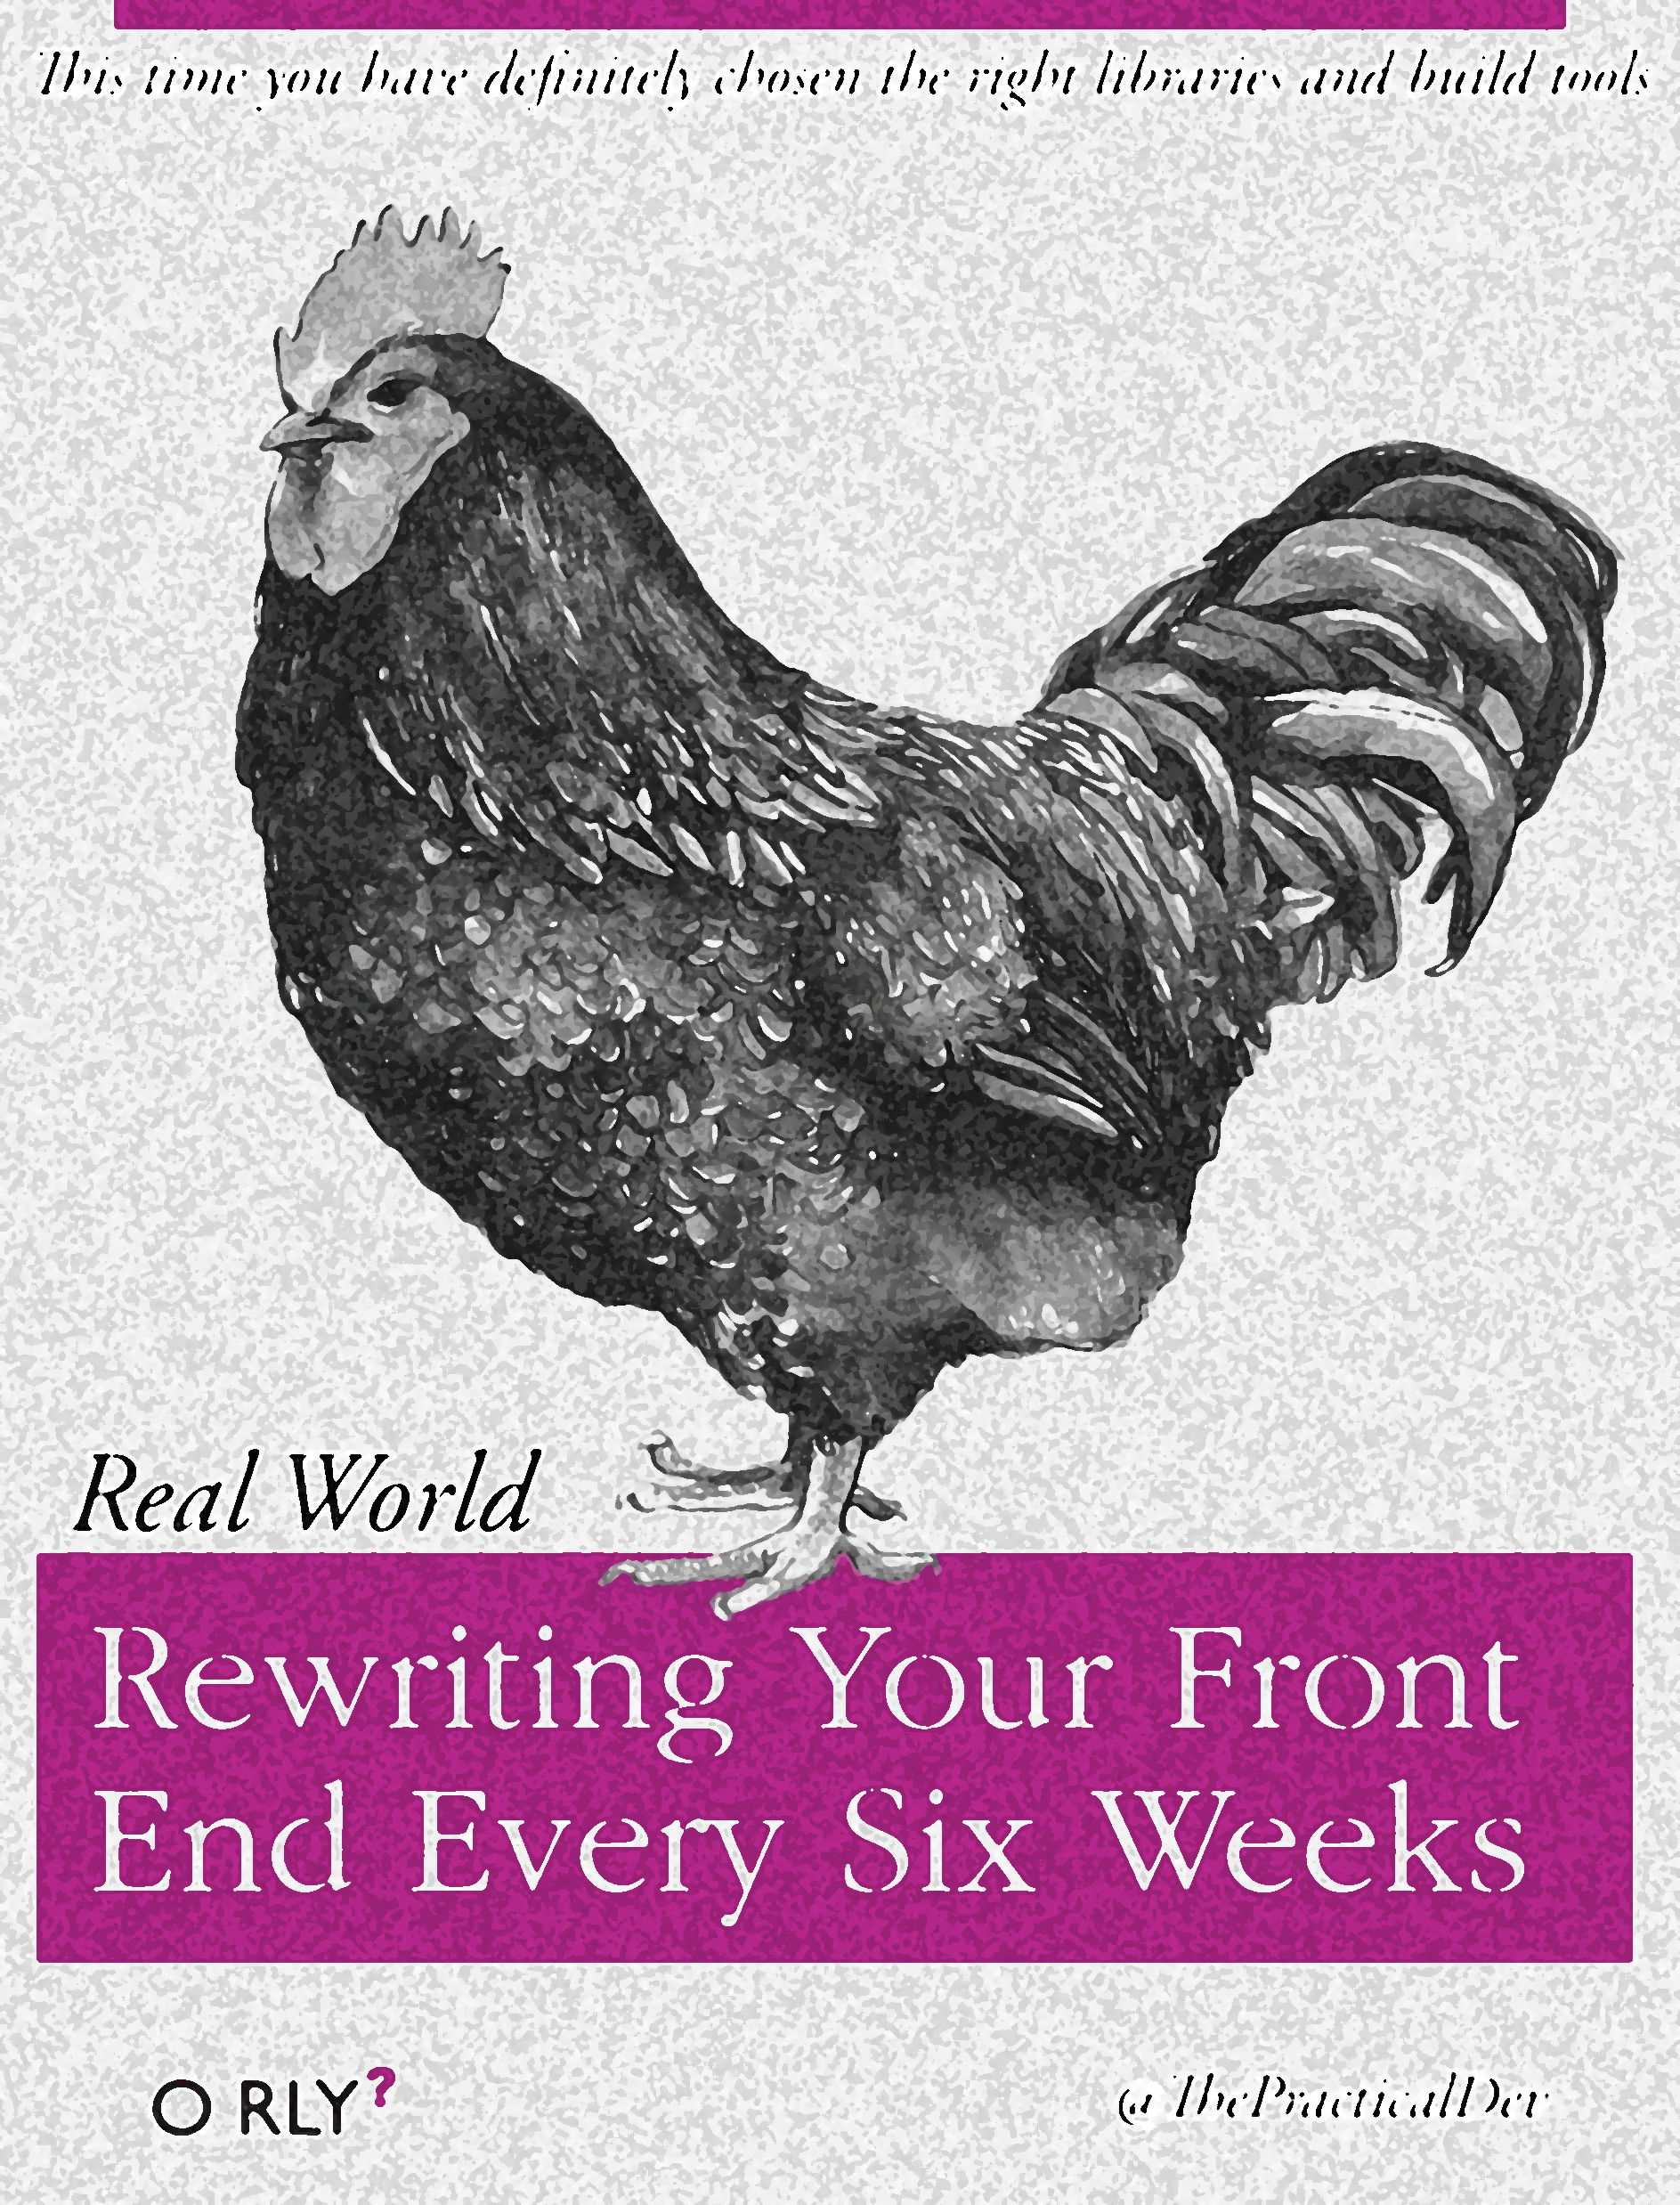 This time you have definitely chosen the right libraries and build tools
Real World
Rewriting Your Front
End Every Six Weeks
O RLY?
@ThePracticalDev